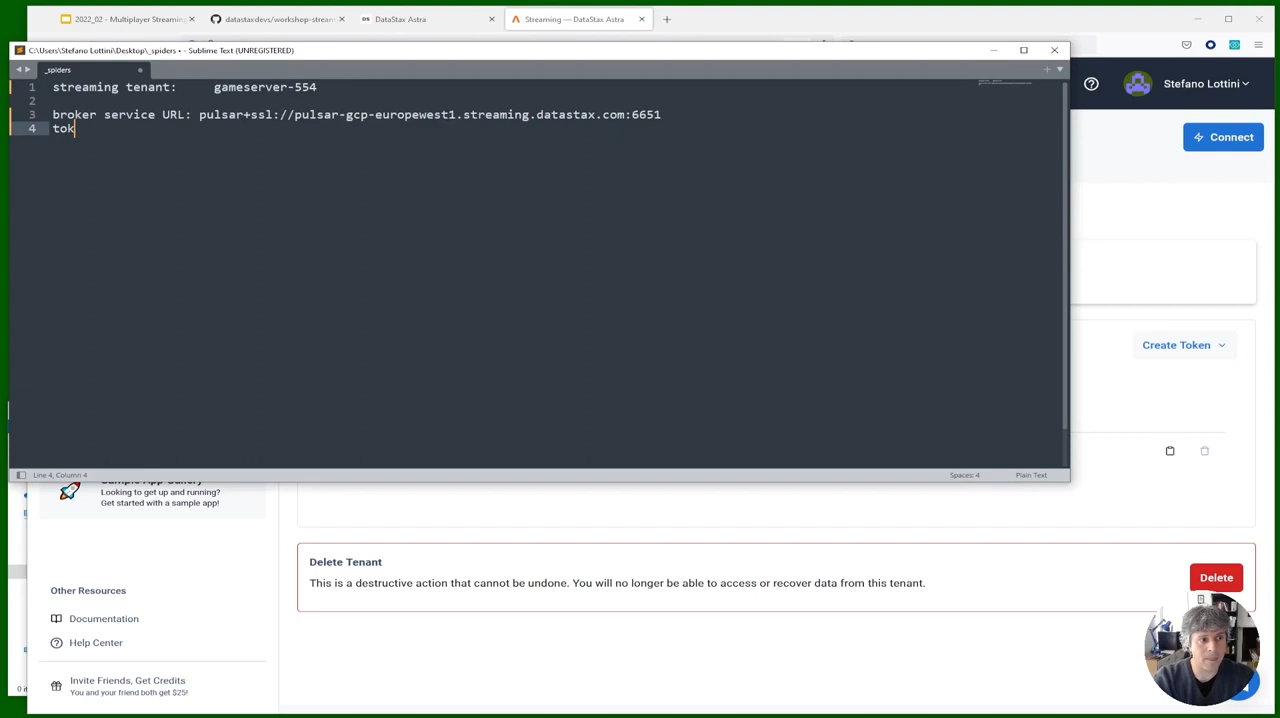 2022_02 - Multiplayer Streaming
datastaxdevs/workshop-stream
DS DataStax Astra
Streaming — DataStax Astra
C:\Users\Stefano Lottini\Desktop\_spiders • - Sublime Text (UNREGISTERED)
_spiders
1 streaming tenant: gameserver-554
2
3 broker service URL: pulsar+ssl://pulsar-gcp-europewest1.streaming.datastax.com:6651
4 tok
Line 4, Column 4
Spaces: 4
Plain Text
Stefano Lottini
Connect
Create Token
Looking to get up and running?
Get started with a sample app!
Delete Tenant
This is a destructive action that cannot be undone. You will no longer be able to access or recover data from this tenant.
Delete
Other Resources
Documentation
Help Center
Invite Friends, Get Credits
You and your friend both get $25!